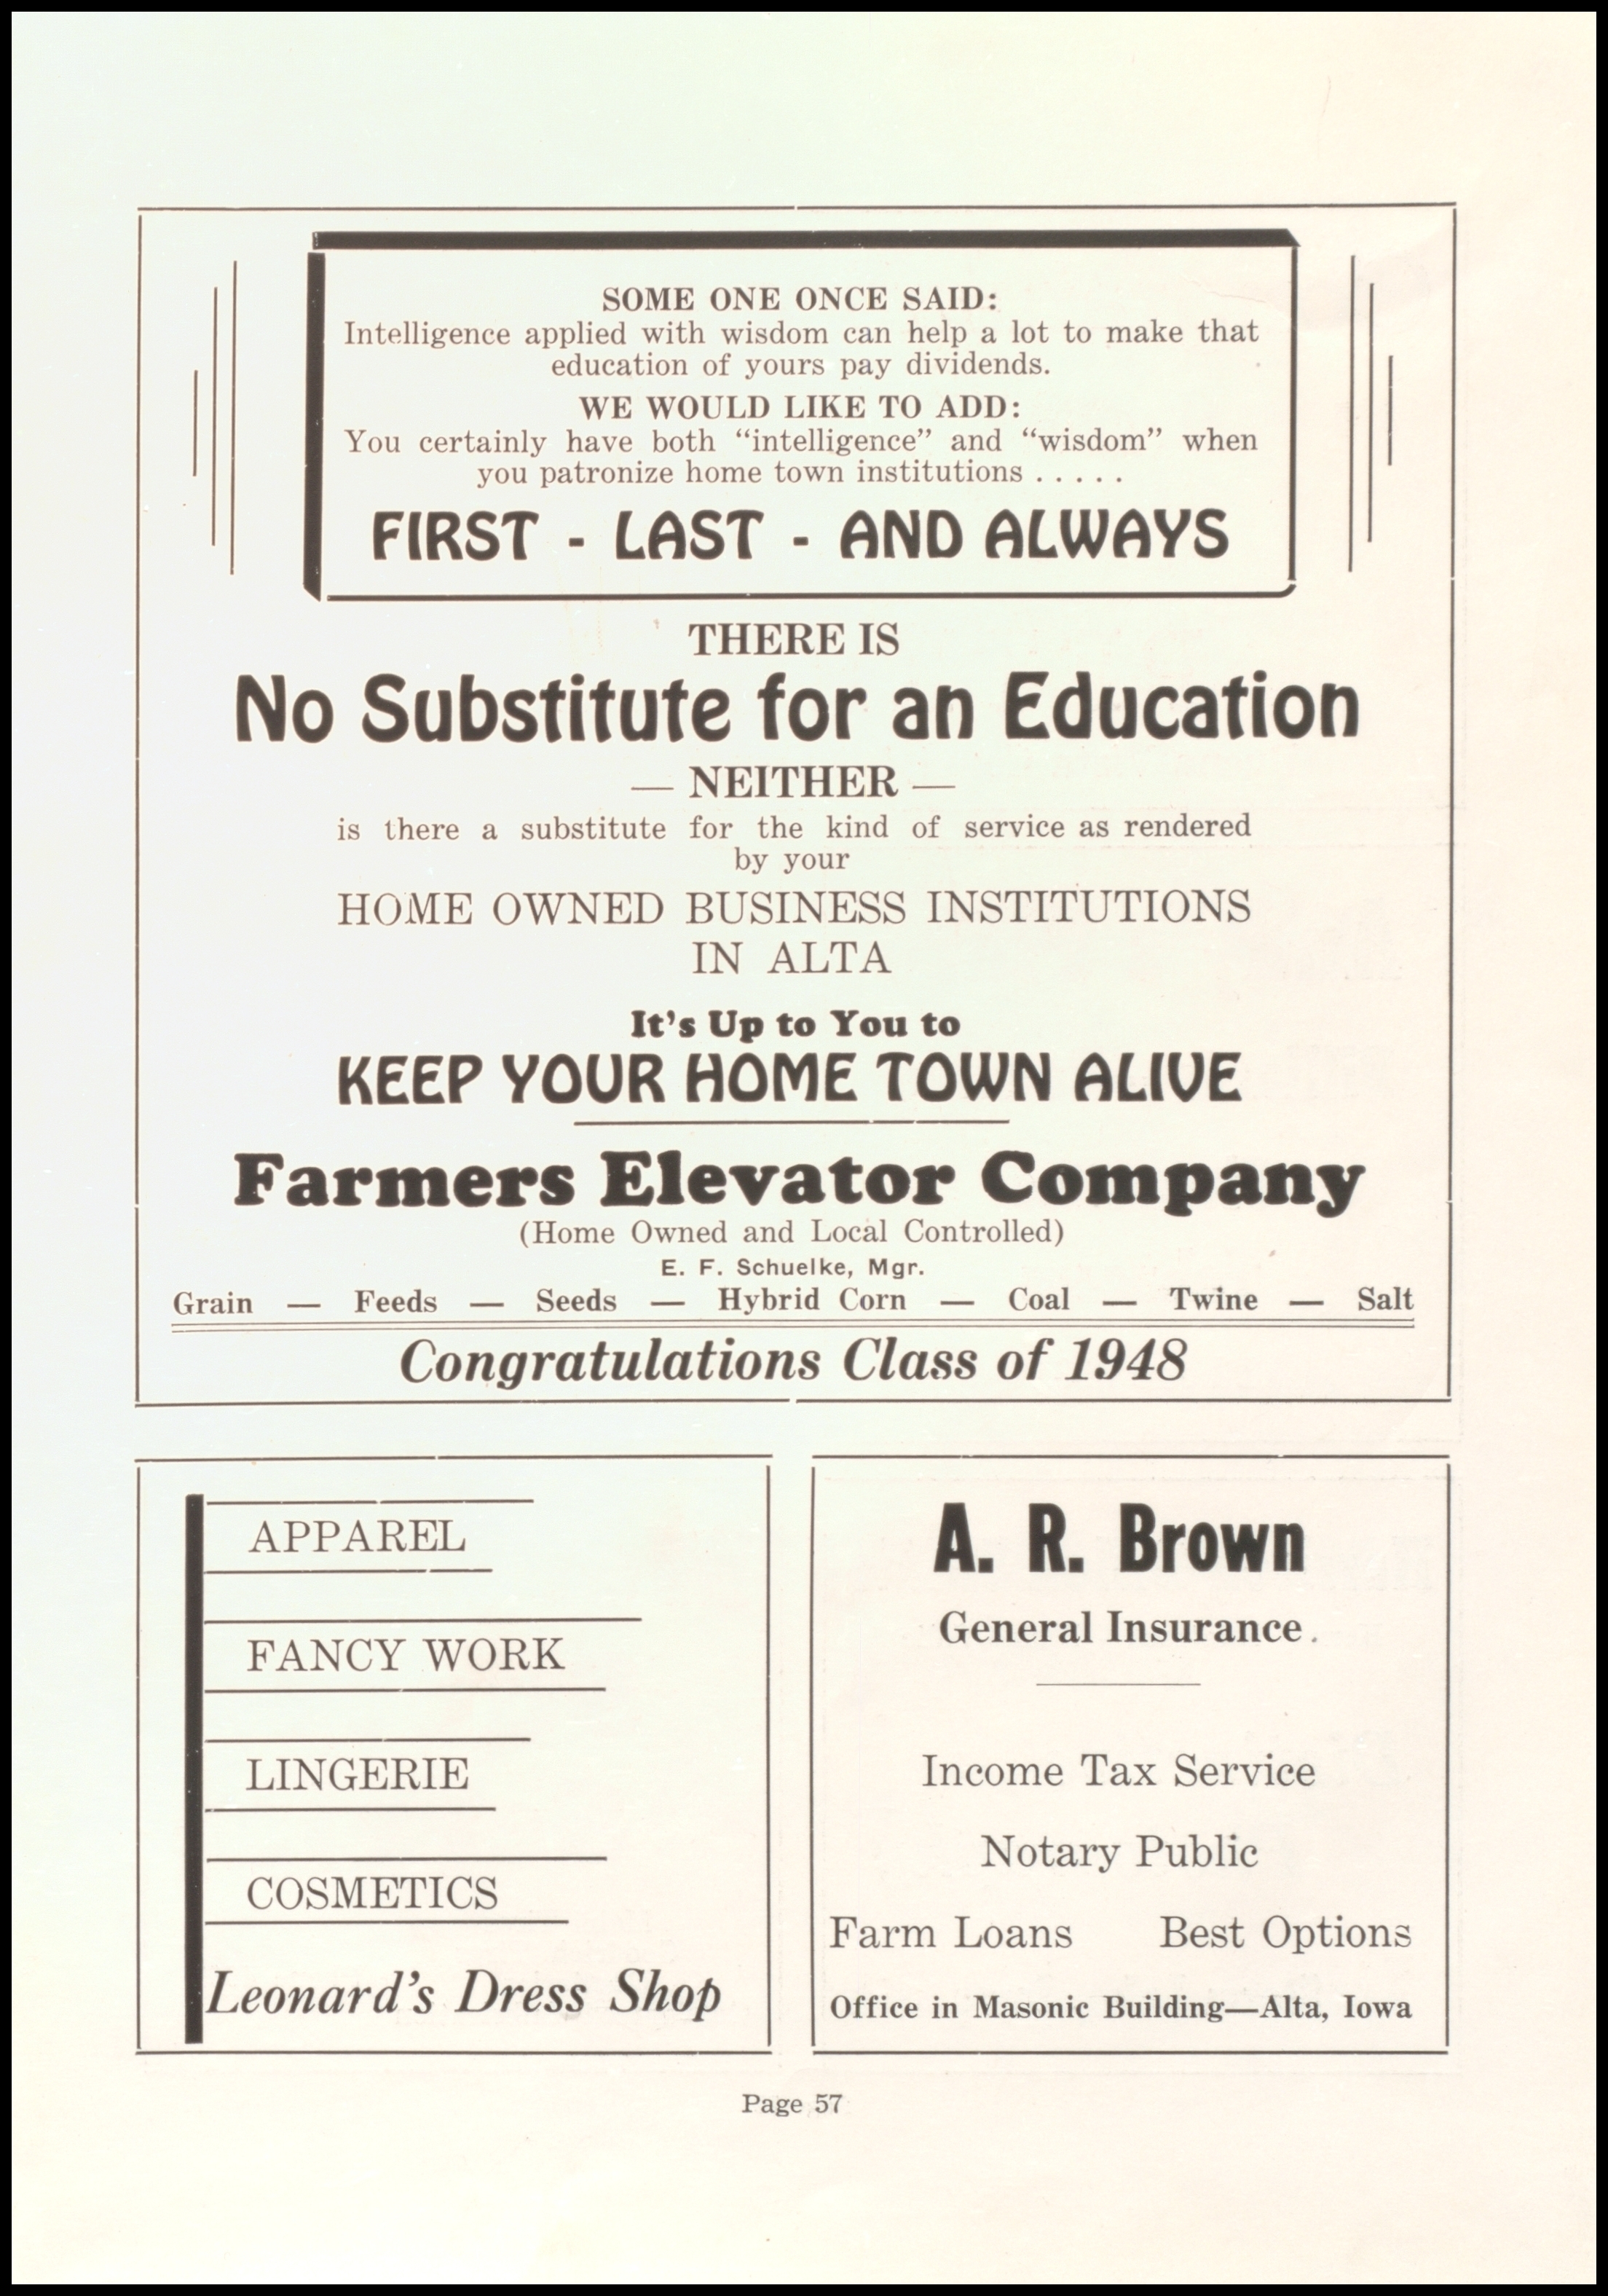 SOME ONE ONCE SAID:
Intelligence applied with wisdom can help a lot to make that
education of yours pay dividends.
WE WOULD LIKE TO ADD:
You certainly have both “intelligence” and “wisdom” when
you patronize home town institutions . . . . .
FIRST - LAST - AND ALWAYS
THERE IS
No Substitute for an Education
— NEITHER —
is there a substitute for the kind of service as rendered
by your
HOME OWNED BUSINESS INSTITUTIONS
IN ALTA
It's Up to You to
KEEP YOUR HOME TOWN ALIVE
Farmers Elevator Company
(Home Owned and Local Controlled)
E. F. Schuelke, Mgr.
Grain — Feeds — Seeds — Hybrid Corn — Coal — Twine — Salt
Congratulations Class of 1948
APPAREL
FANCY WORK
LINGERIE
COSMETICS
Leonard's Dress Shop
A. R. Brown
General Insurance.
Income Tax Service
Notary Public
Farm Loans Best Options
Office in Masonic Building—Alta, Iowa
Page 57